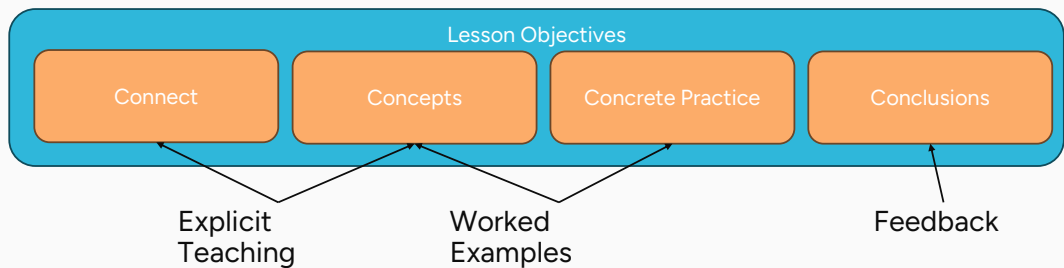 Lesson Objectives
Connect
Concepts
Concrete Practice
Conclusions
Explicit
Teaching
Worked
Examples
Feedback